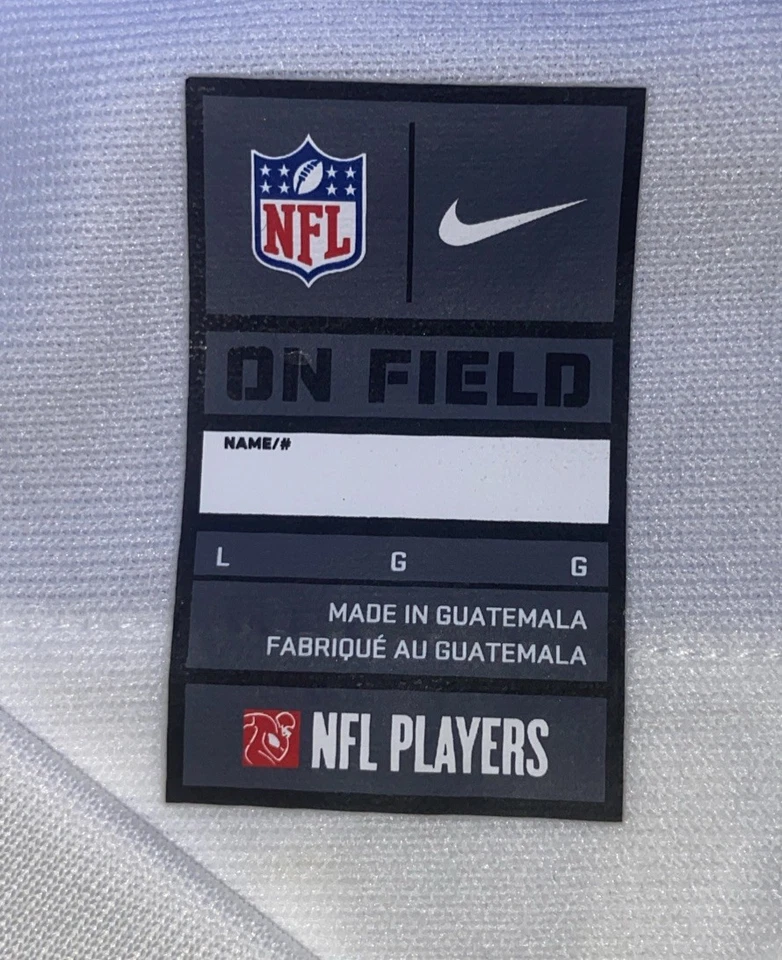 NFL
ON FIELD
NAME/#
L G G
MADE IN GUATEMALA
FABRIQUÉ AU GUATEMALA
NFL PLAYERS